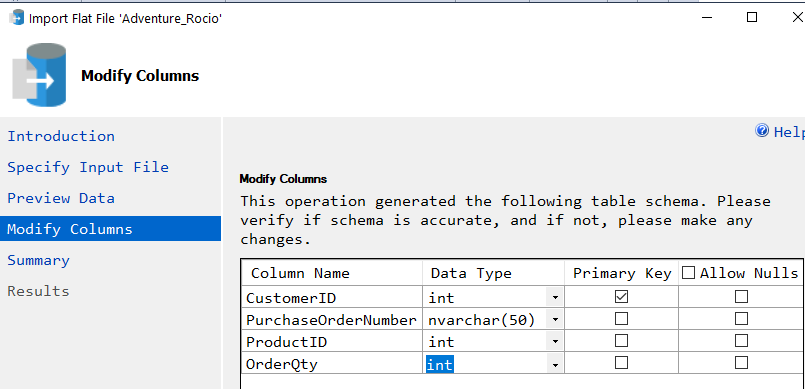 Import Flat File 'Adventure_Rocio'
Modify Columns
Introduction
Specify Input File
Preview Data
Modify Columns
Summary
Results
Help
Modify Columns
This operation generated the following table schema. Please
verify if schema is accurate, and if not, please make any
changes.
Column Name Data Type Primary Key Allow Nulls
CustomerID int
PurchaseOrderNumber nvarchar(50)
ProductID int
OrderQty int